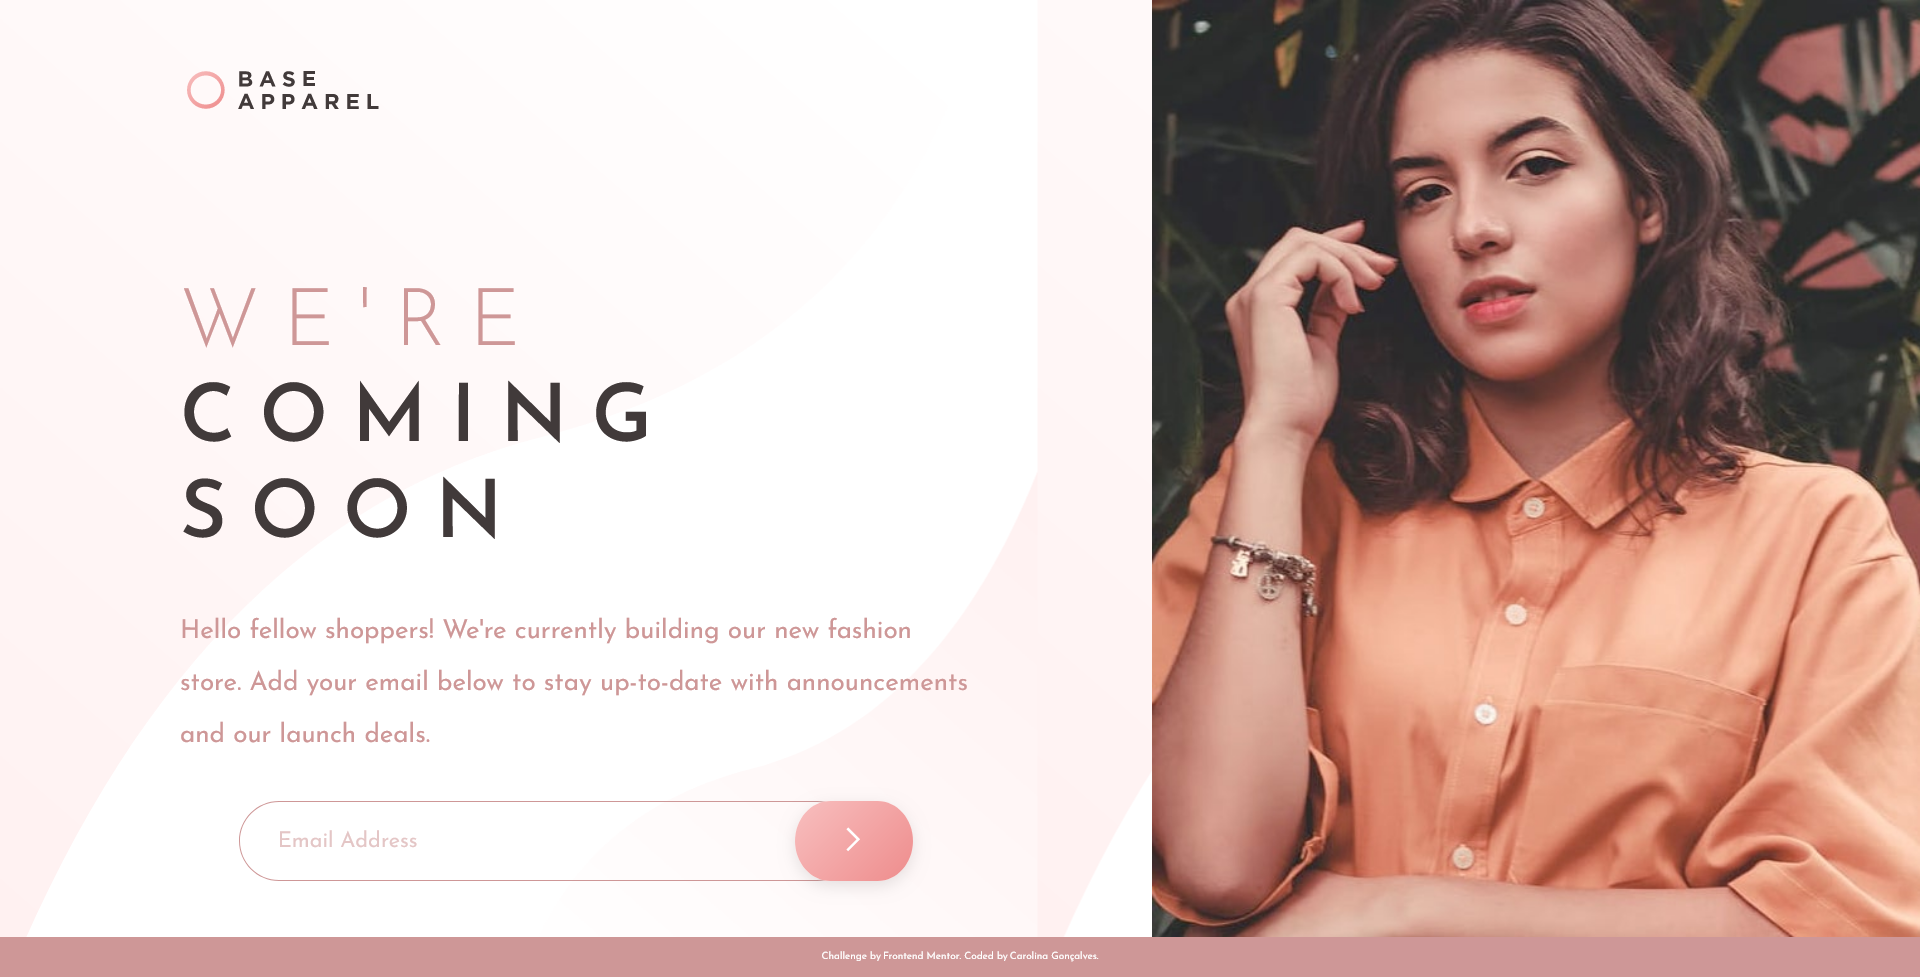 BASE
APPAREL
WE'RE
COMING
SOON
Hello fellow shoppers! We're currently building our new fashion
store. Add your email below to stay up-to-date with announcements
and our launch deals.
Email Address
Challenge by Frontend Mentor. Coded by Carolina Gonçalves.